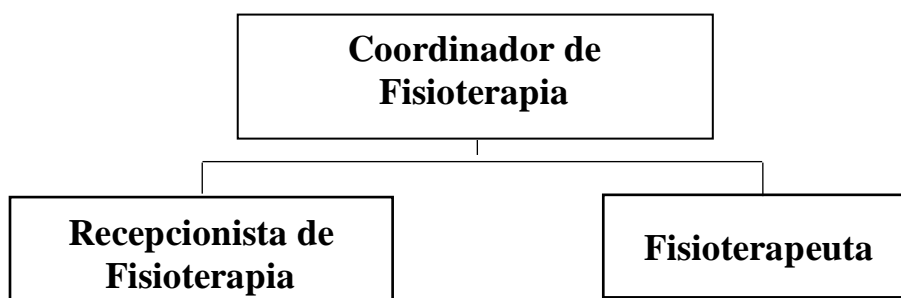 Coordinador de
Fisioterapia
Recepcionista de
Fisioterapia
Fisioterapeuta